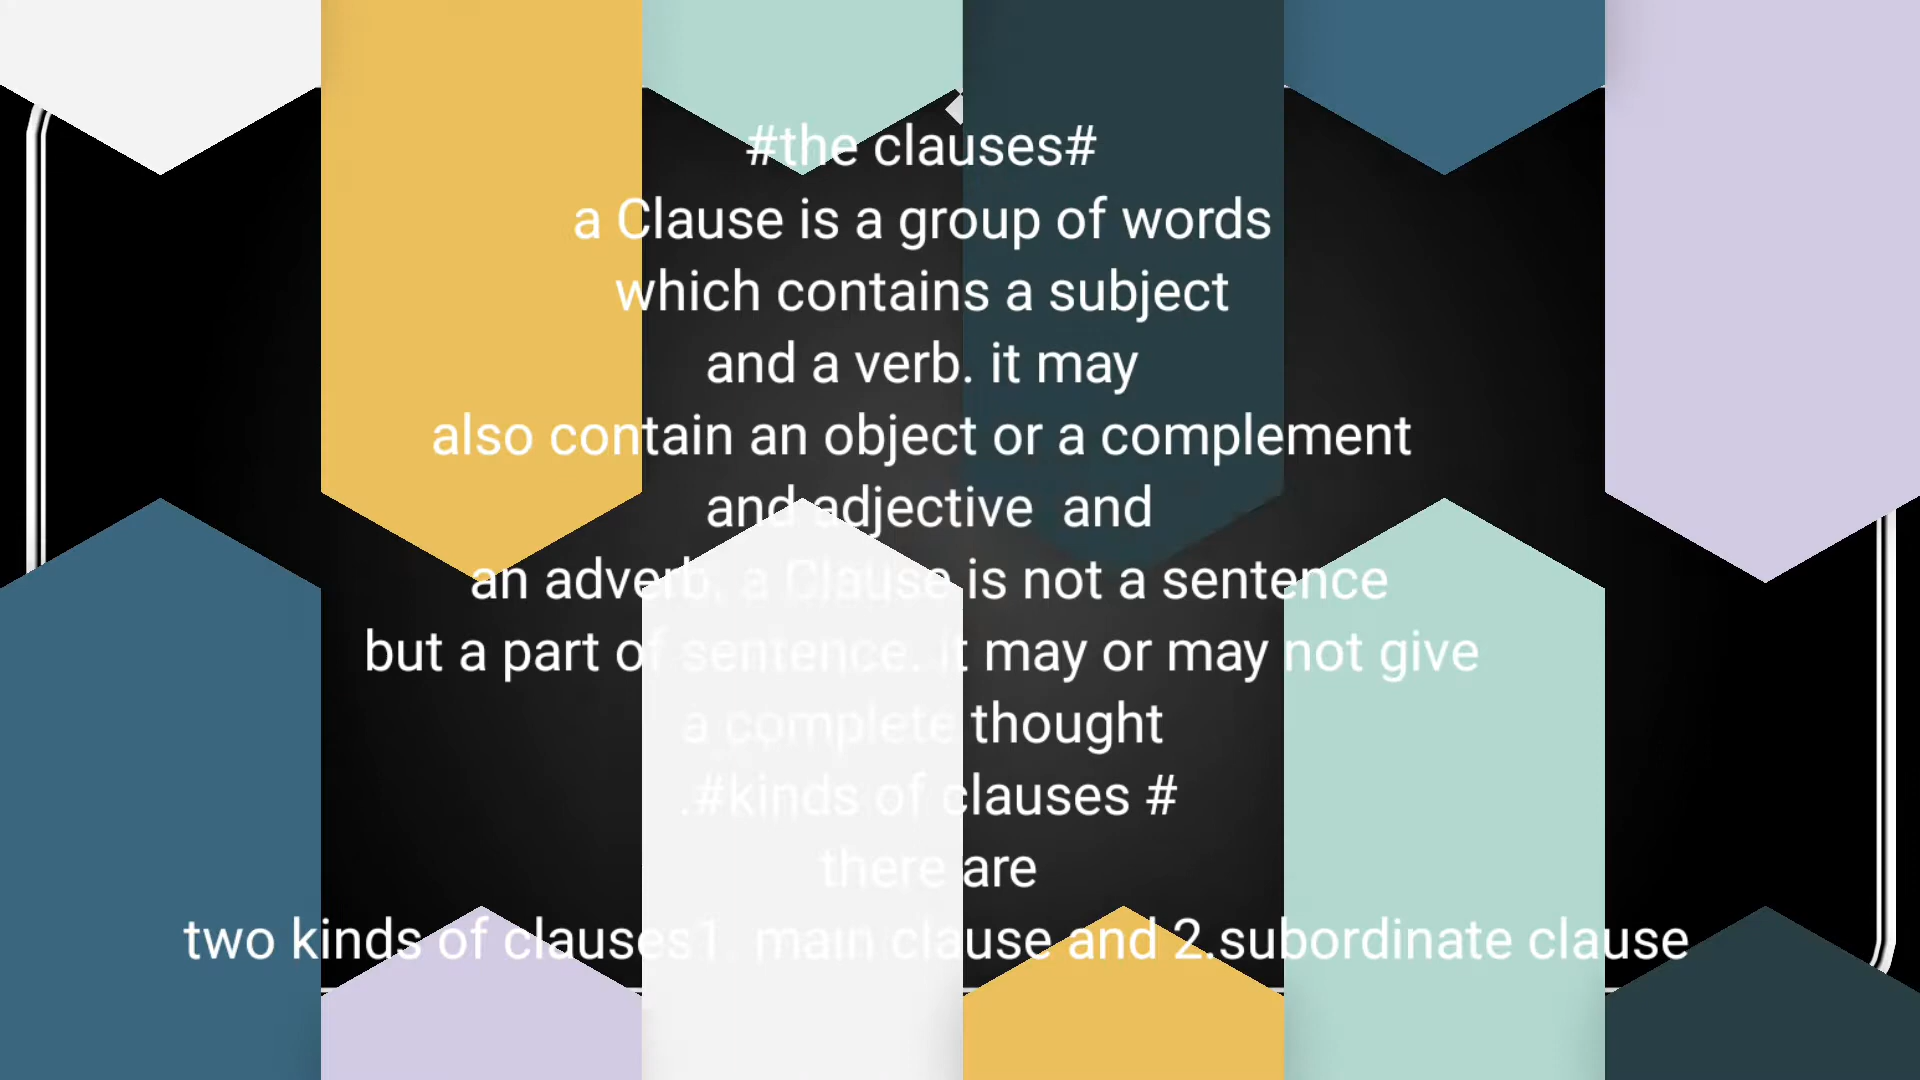 #the clauses#
a Clause is a group of words
which contains a subject
and a verb. it may
also contain an object or a complement
and adjective  and
an adverb. a Clause is not a sentence
but a part of sentence. it may or may not give
a complete thought
.#kinds of clauses #
there are
two kinds of clauses1. main clause and 2.subordinate clause